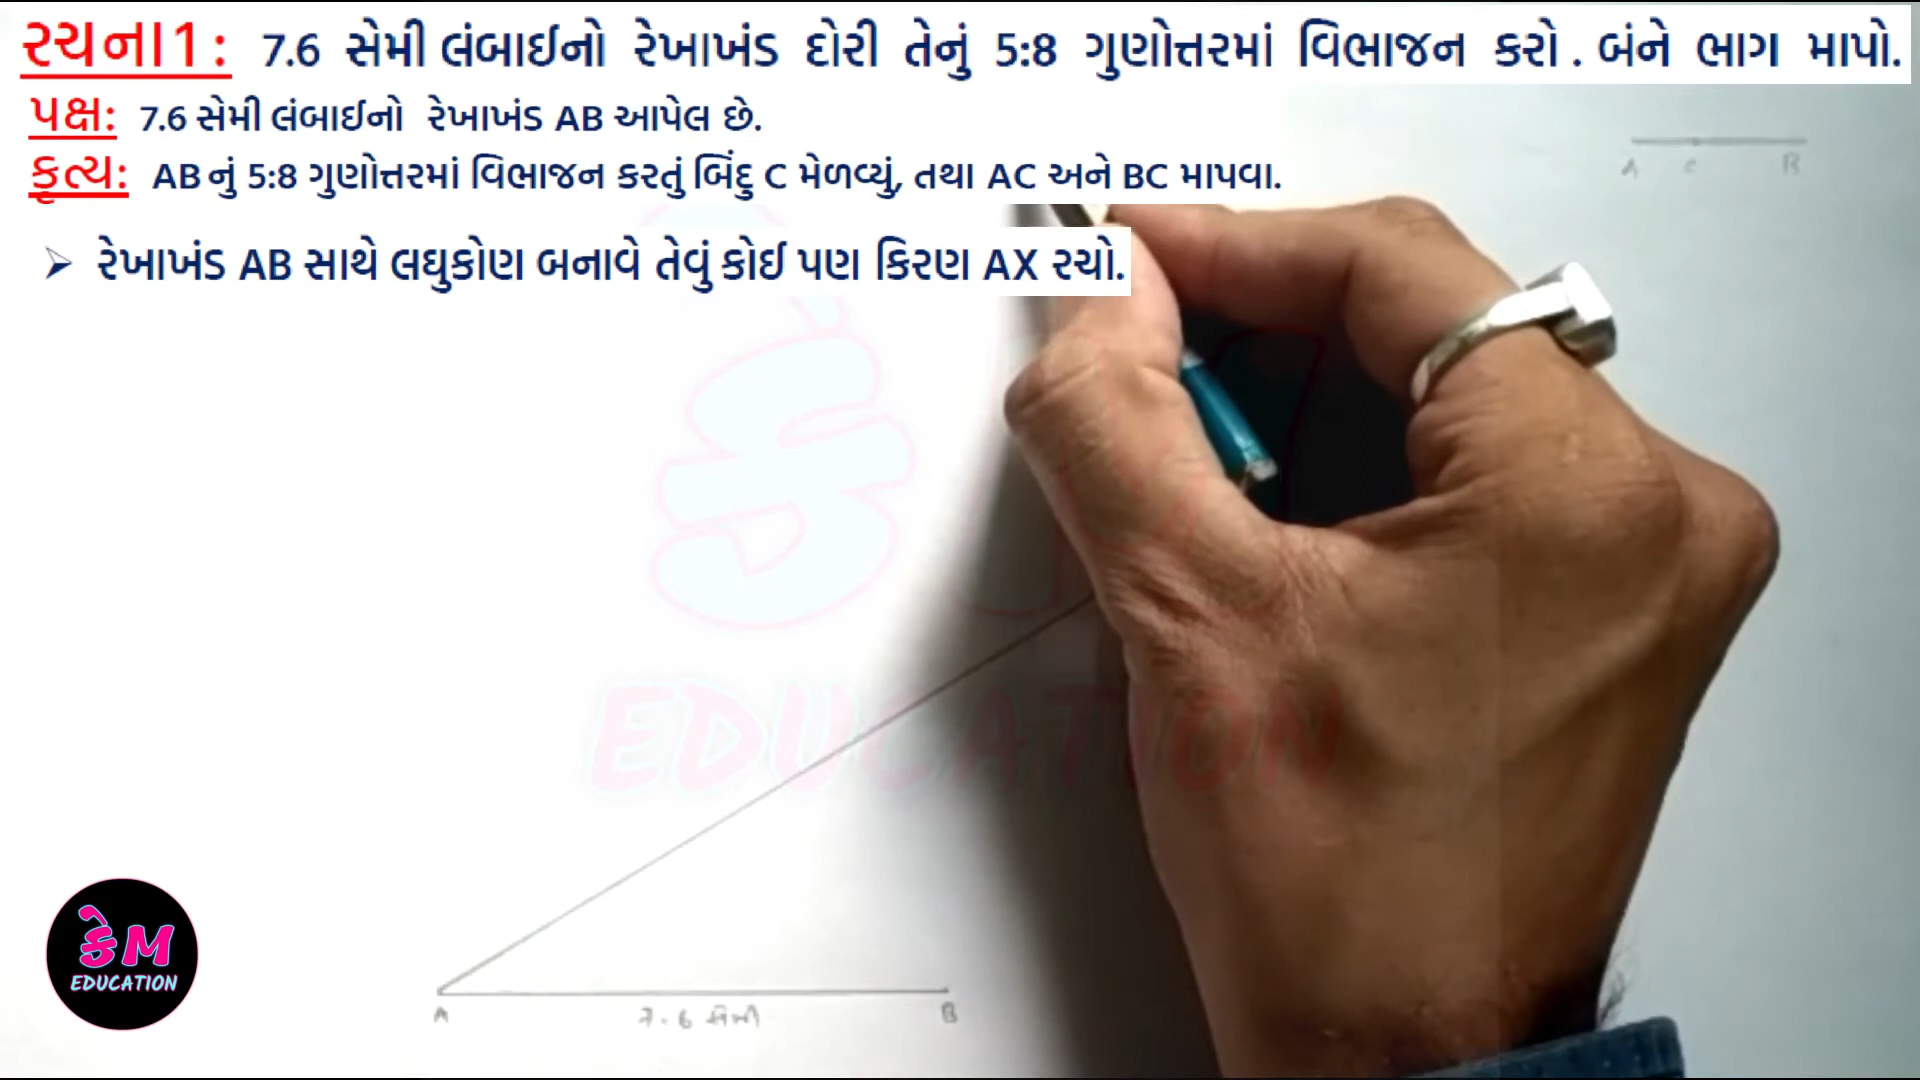 રચના1: 7.6 સેમી લંબાઈનો રેખાખંડ દોરી તેનું 5:8 ગુણોત્તરમાં વિભાજન કરો. બંને ભાગ માપો.
પક્ષ: 7.6 સેમી લંબાઈનો રેખાખંડ AB આપેલ છે.
કૃત્ય: AB નું 5:8 ગુણોત્તરમાં વિભાજન કરતું બિંદુ C મેળવ્યું, તથા AC અને BC માપવા.
A C B
➢ રેખાખંડ AB સાથે લઘુકોણ બનાવે તેવું કોઈ પણ કિરણ AX રચો.
કેM
EDUCATION
A 7.6 સેમી B
કેM
EDUCATION